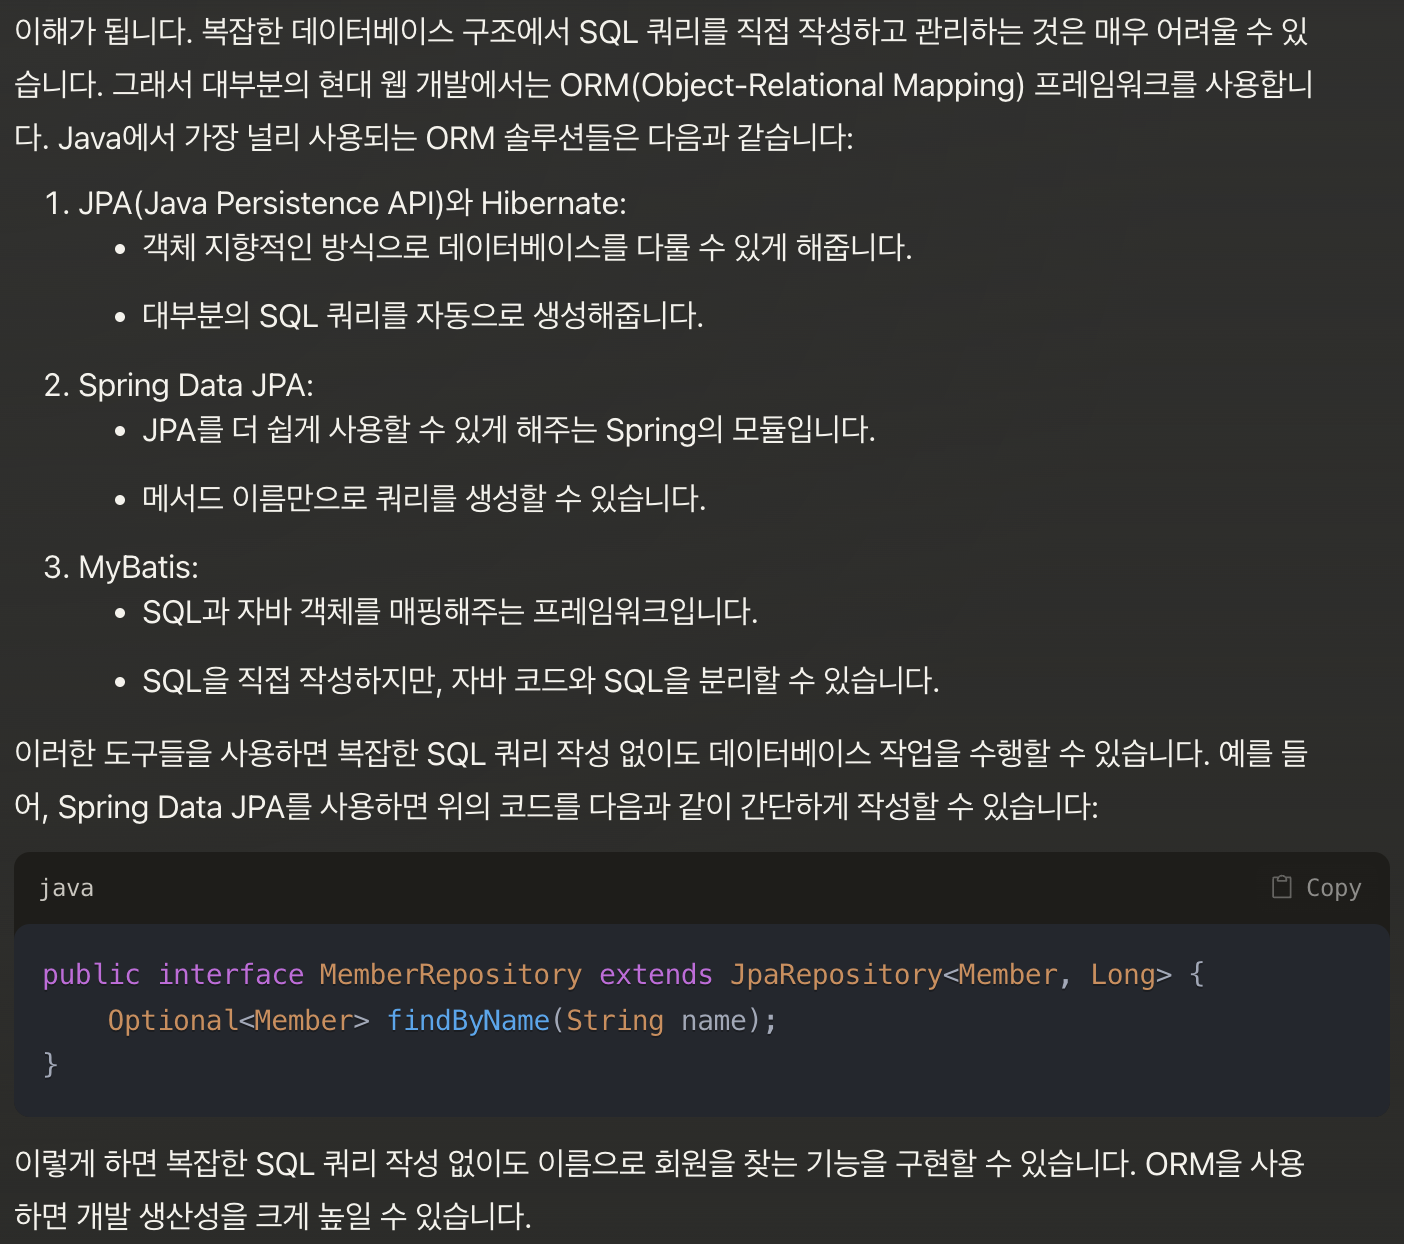 이해가 됩니다. 복잡한 데이터베이스 구조에서 SQL 쿼리를 직접 작성하고 관리하는 것은 매우 어려울 수 있
습니다. 그래서 대부분의 현대 웹 개발에서는 ORM(Object-Relational Mapping) 프레임워크를 사용합니
다. Java에서 가장 널리 사용되는 ORM 솔루션들은 다음과 같습니다:
1. JPA(Java Persistence API)와 Hibernate:
• 객체 지향적인 방식으로 데이터베이스를 다룰 수 있게 해줍니다.
• 대부분의 SQL 쿼리를 자동으로 생성해줍니다.
2. Spring Data JPA:
• JPA를 더 쉽게 사용할 수 있게 해주는 Spring의 모듈입니다.
• 메서드 이름만으로 쿼리를 생성할 수 있습니다.
3. MyBatis:
• SQL과 자바 객체를 매핑해주는 프레임워크입니다.
• SQL을 직접 작성하지만, 자바 코드와 SQL을 분리할 수 있습니다.
이러한 도구들을 사용하면 복잡한 SQL 쿼리 작성 없이도 데이터베이스 작업을 수행할 수 있습니다. 예를 들
어, Spring Data JPA를 사용하면 위의 코드를 다음과 같이 간단하게 작성할 수 있습니다:
java
Copy
public interface MemberRepository extends JpaRepository<Member, Long> {
    Optional<Member> findByName(String name);
}
이렇게 하면 복잡한 SQL 쿼리 작성 없이도 이름으로 회원을 찾는 기능을 구현할 수 있습니다. ORM을 사용
하면 개발 생산성을 크게 높일 수 있습니다.